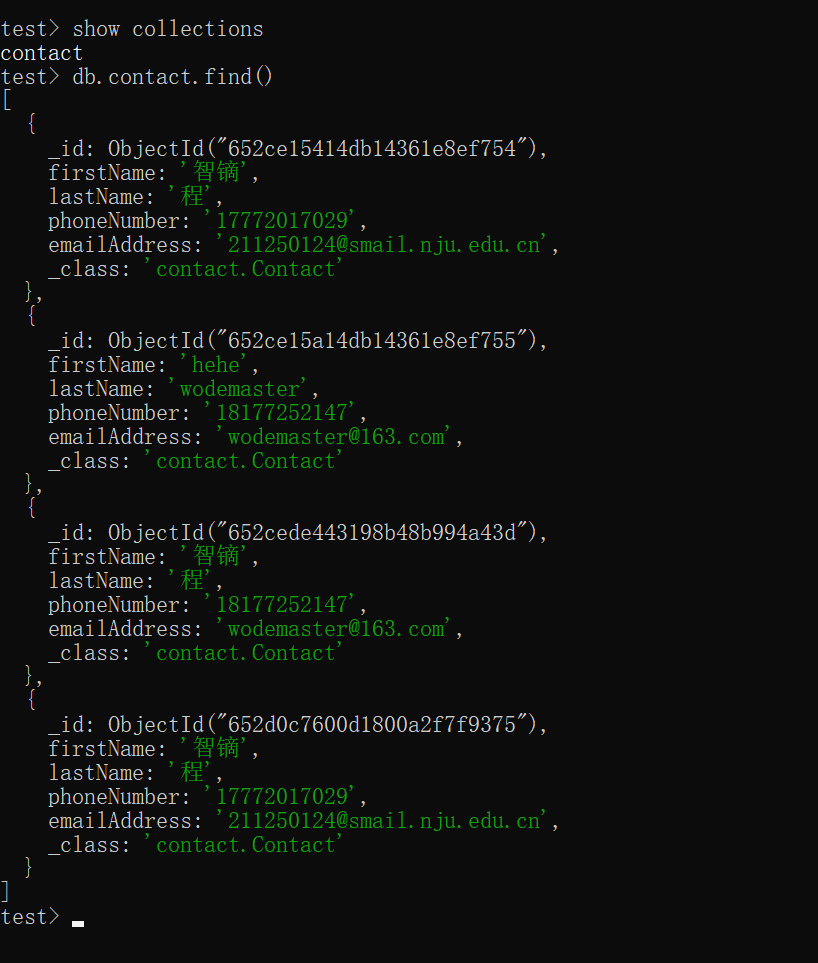 test> show collections
contact
test> db.contact.find()
[
  {
    _id: ObjectId("652ce15414db14361e8ef754"),
    firstName: '智镝',
    lastName: '程',
    phoneNumber: '17772017029',
    emailAddress: '211250124@smail.nju.edu.cn',
    _class: 'contact.Contact'
  },
  {
    _id: ObjectId("652ce15a14db14361e8ef755"),
    firstName: 'hehe',
    lastName: 'wodemaster',
    phoneNumber: '18177252147',
    emailAddress: 'wodemaster@163.com',
    _class: 'contact.Contact'
  },
  {
    _id: ObjectId("652cede443198b48b994a43d"),
    firstName: '智镝',
    lastName: '程',
    phoneNumber: '18177252147',
    emailAddress: 'wodemaster@163.com',
    _class: 'contact.Contact'
  },
  {
    _id: ObjectId("652d0c7600d1800a2f7f9375"),
    firstName: '智镝',
    lastName: '程',
    phoneNumber: '17772017029',
    emailAddress: '211250124@smail.nju.edu.cn',
    _class: 'contact.Contact'
  }
]
test>